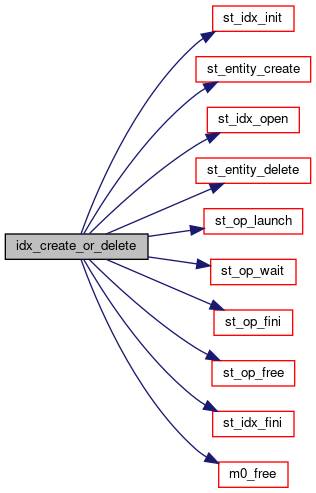 st_idx_init
st_entity_create
st_idx_open
st_entity_delete
st_op_launch
idx_create_or_delete
st_op_wait
st_op_fini
st_op_free
st_idx_fini
m0_free